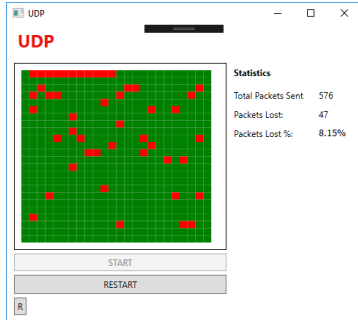 UDP
UDP
Statistics
Total Packets Sent 576
Packets Lost: 47
Packets Lost %: 8.15%
START
RESTART
R